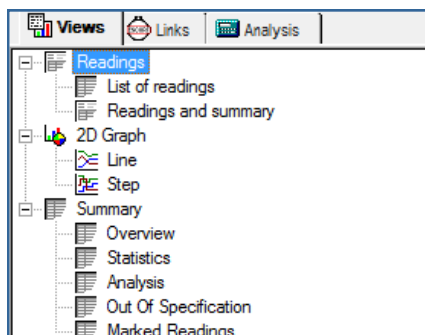 Views Links Analysis
Readings
List of readings
Readings and summary
2D Graph
Line
Step
Summary
Overview
Statistics
Analysis
Out Of Specification
Marked Readings